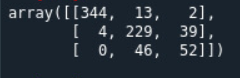 array([[344, 13, 2],
[ 4, 229, 39],
[ 0, 46, 52]])